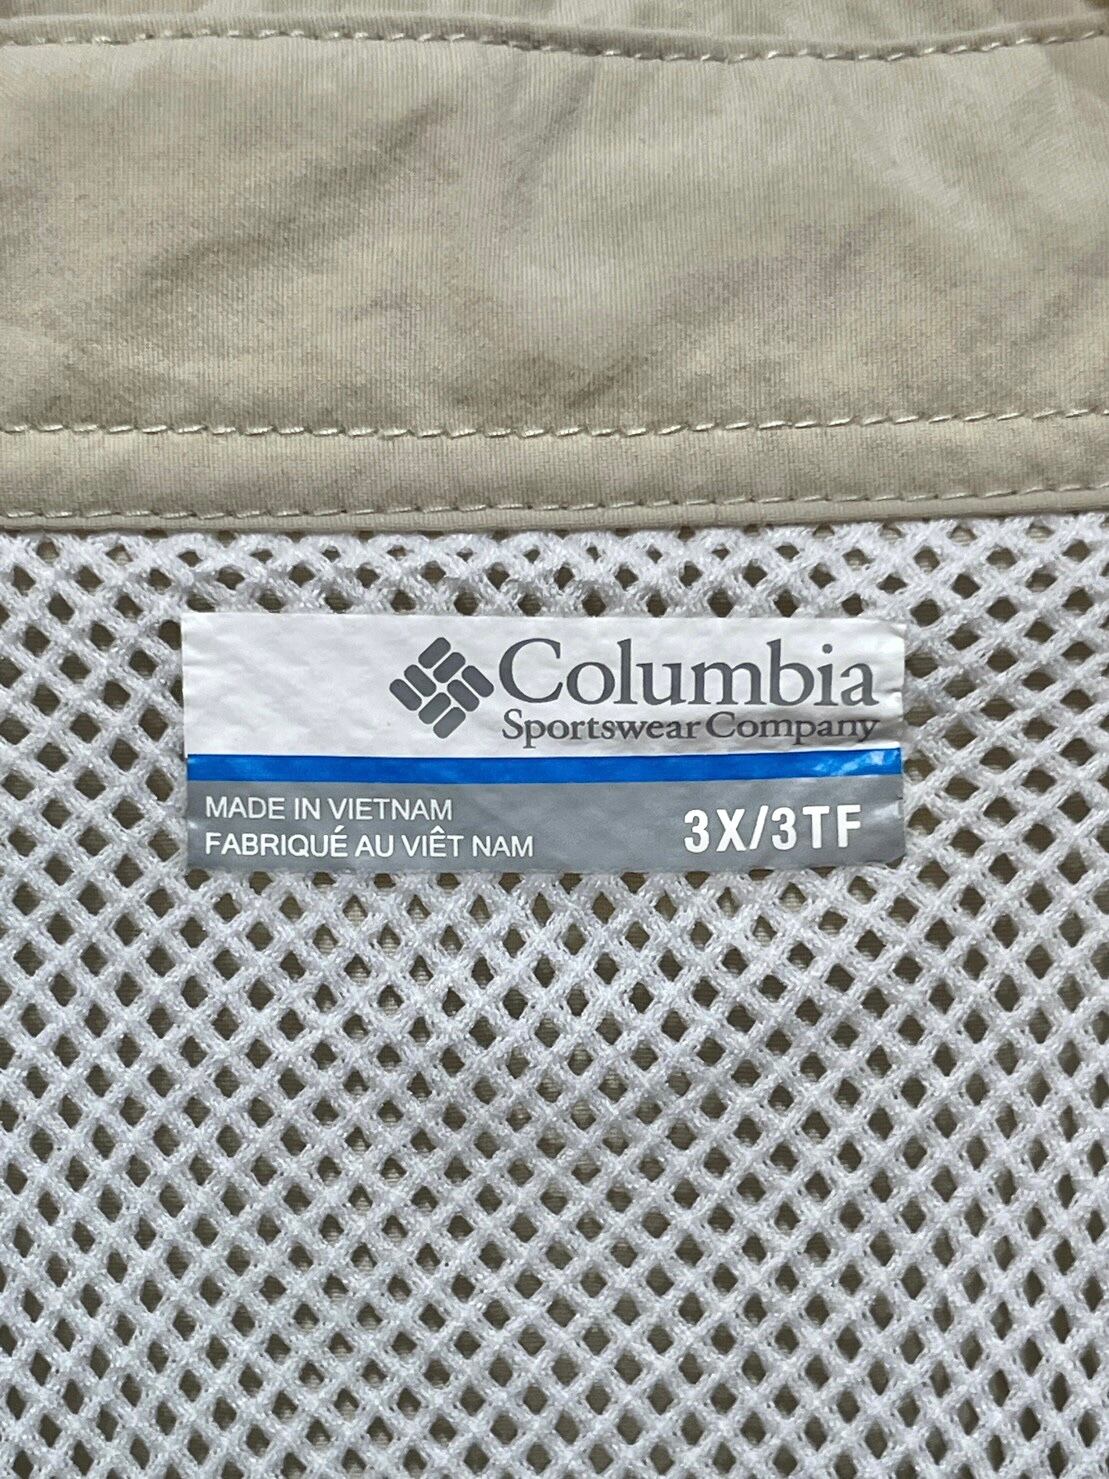 Columbia
Sportswear Company
MADE IN VIETNAM
FABRIQUÉ AU VIÊT NAM
3X/3TF